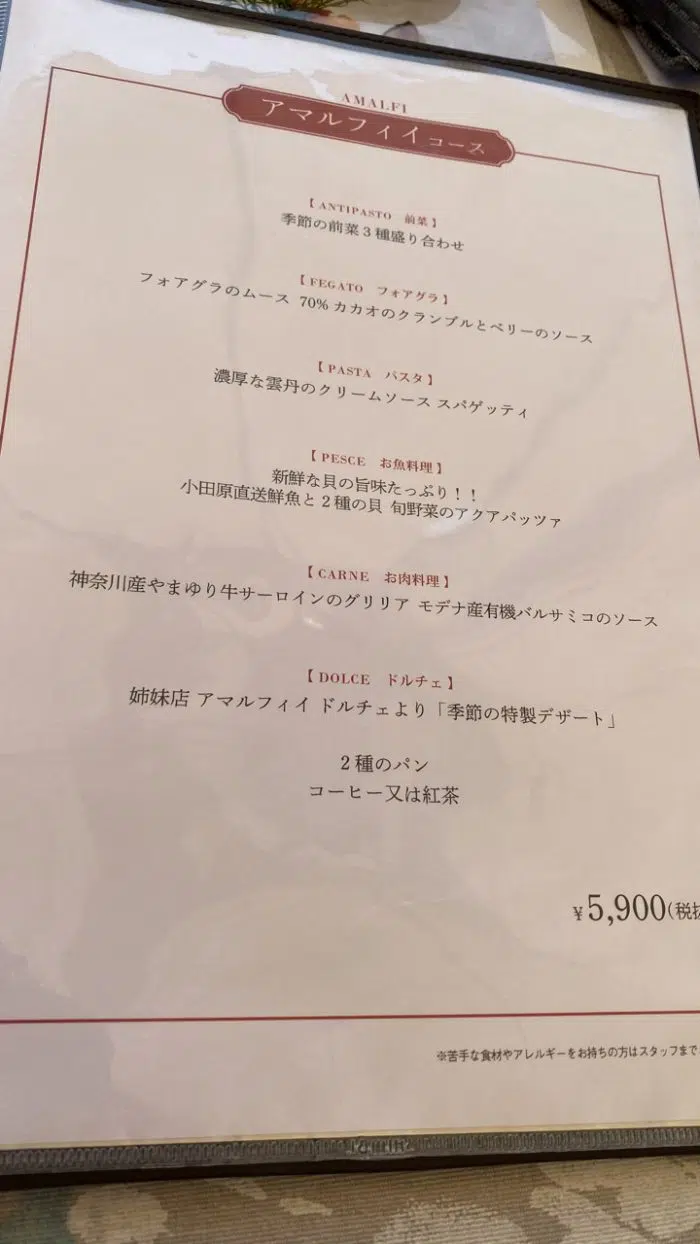 AMALFI
アマルフィイコース
【 ANTIPASTO 前菜 】
季節の前菜３種盛り合わせ
【 FEGATO フォアグラ 】
フォアグラのムース 70% カカオのクランブルとベリーのソース
【 PASTA パスタ 】
濃厚な雲丹のクリームソース スパゲッティ
【 PESCE お魚料理 】
新鮮な貝の旨味たっぷり！！
小田原直送鮮魚と２種の貝 旬野菜のアクアパッツァ
【 CARNE お肉料理 】
神奈川産やまゆり牛サーロインのグリリア モデナ産有機バルサミコのソース
【 DOLCE ドルチェ 】
姉妹店 アマルフィイ ドルチェより「季節の特製デザート」
２種のパン
コーヒー又は紅茶
¥5,900(税抜
※苦手な食材やアレルギーをお持ちの方はスタッフまで